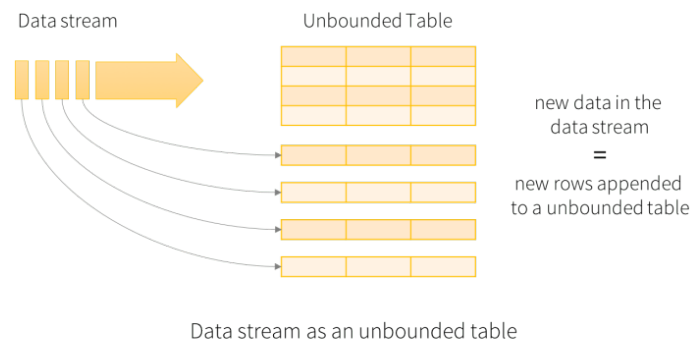 Data stream
Unbounded Table
new data in the
data stream
=
new rows appended
to a unbounded table
Data stream as an unbounded table